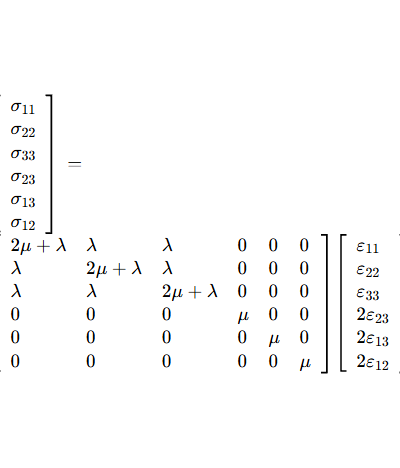 σ₁₁
σ₂₂
σ₃₃ =
σ₂₃
σ₁₃
σ₁₂
2μ + λ λ λ 0 0 0 ε₁₁
λ 2μ + λ λ 0 0 0 ε₂₂
λ λ 2μ + λ 0 0 0 ε₃₃
0 0 0 μ 0 0 2ε₂₃
0 0 0 0 μ 0 2ε₁₃
0 0 0 0 0 μ 2ε₁₂